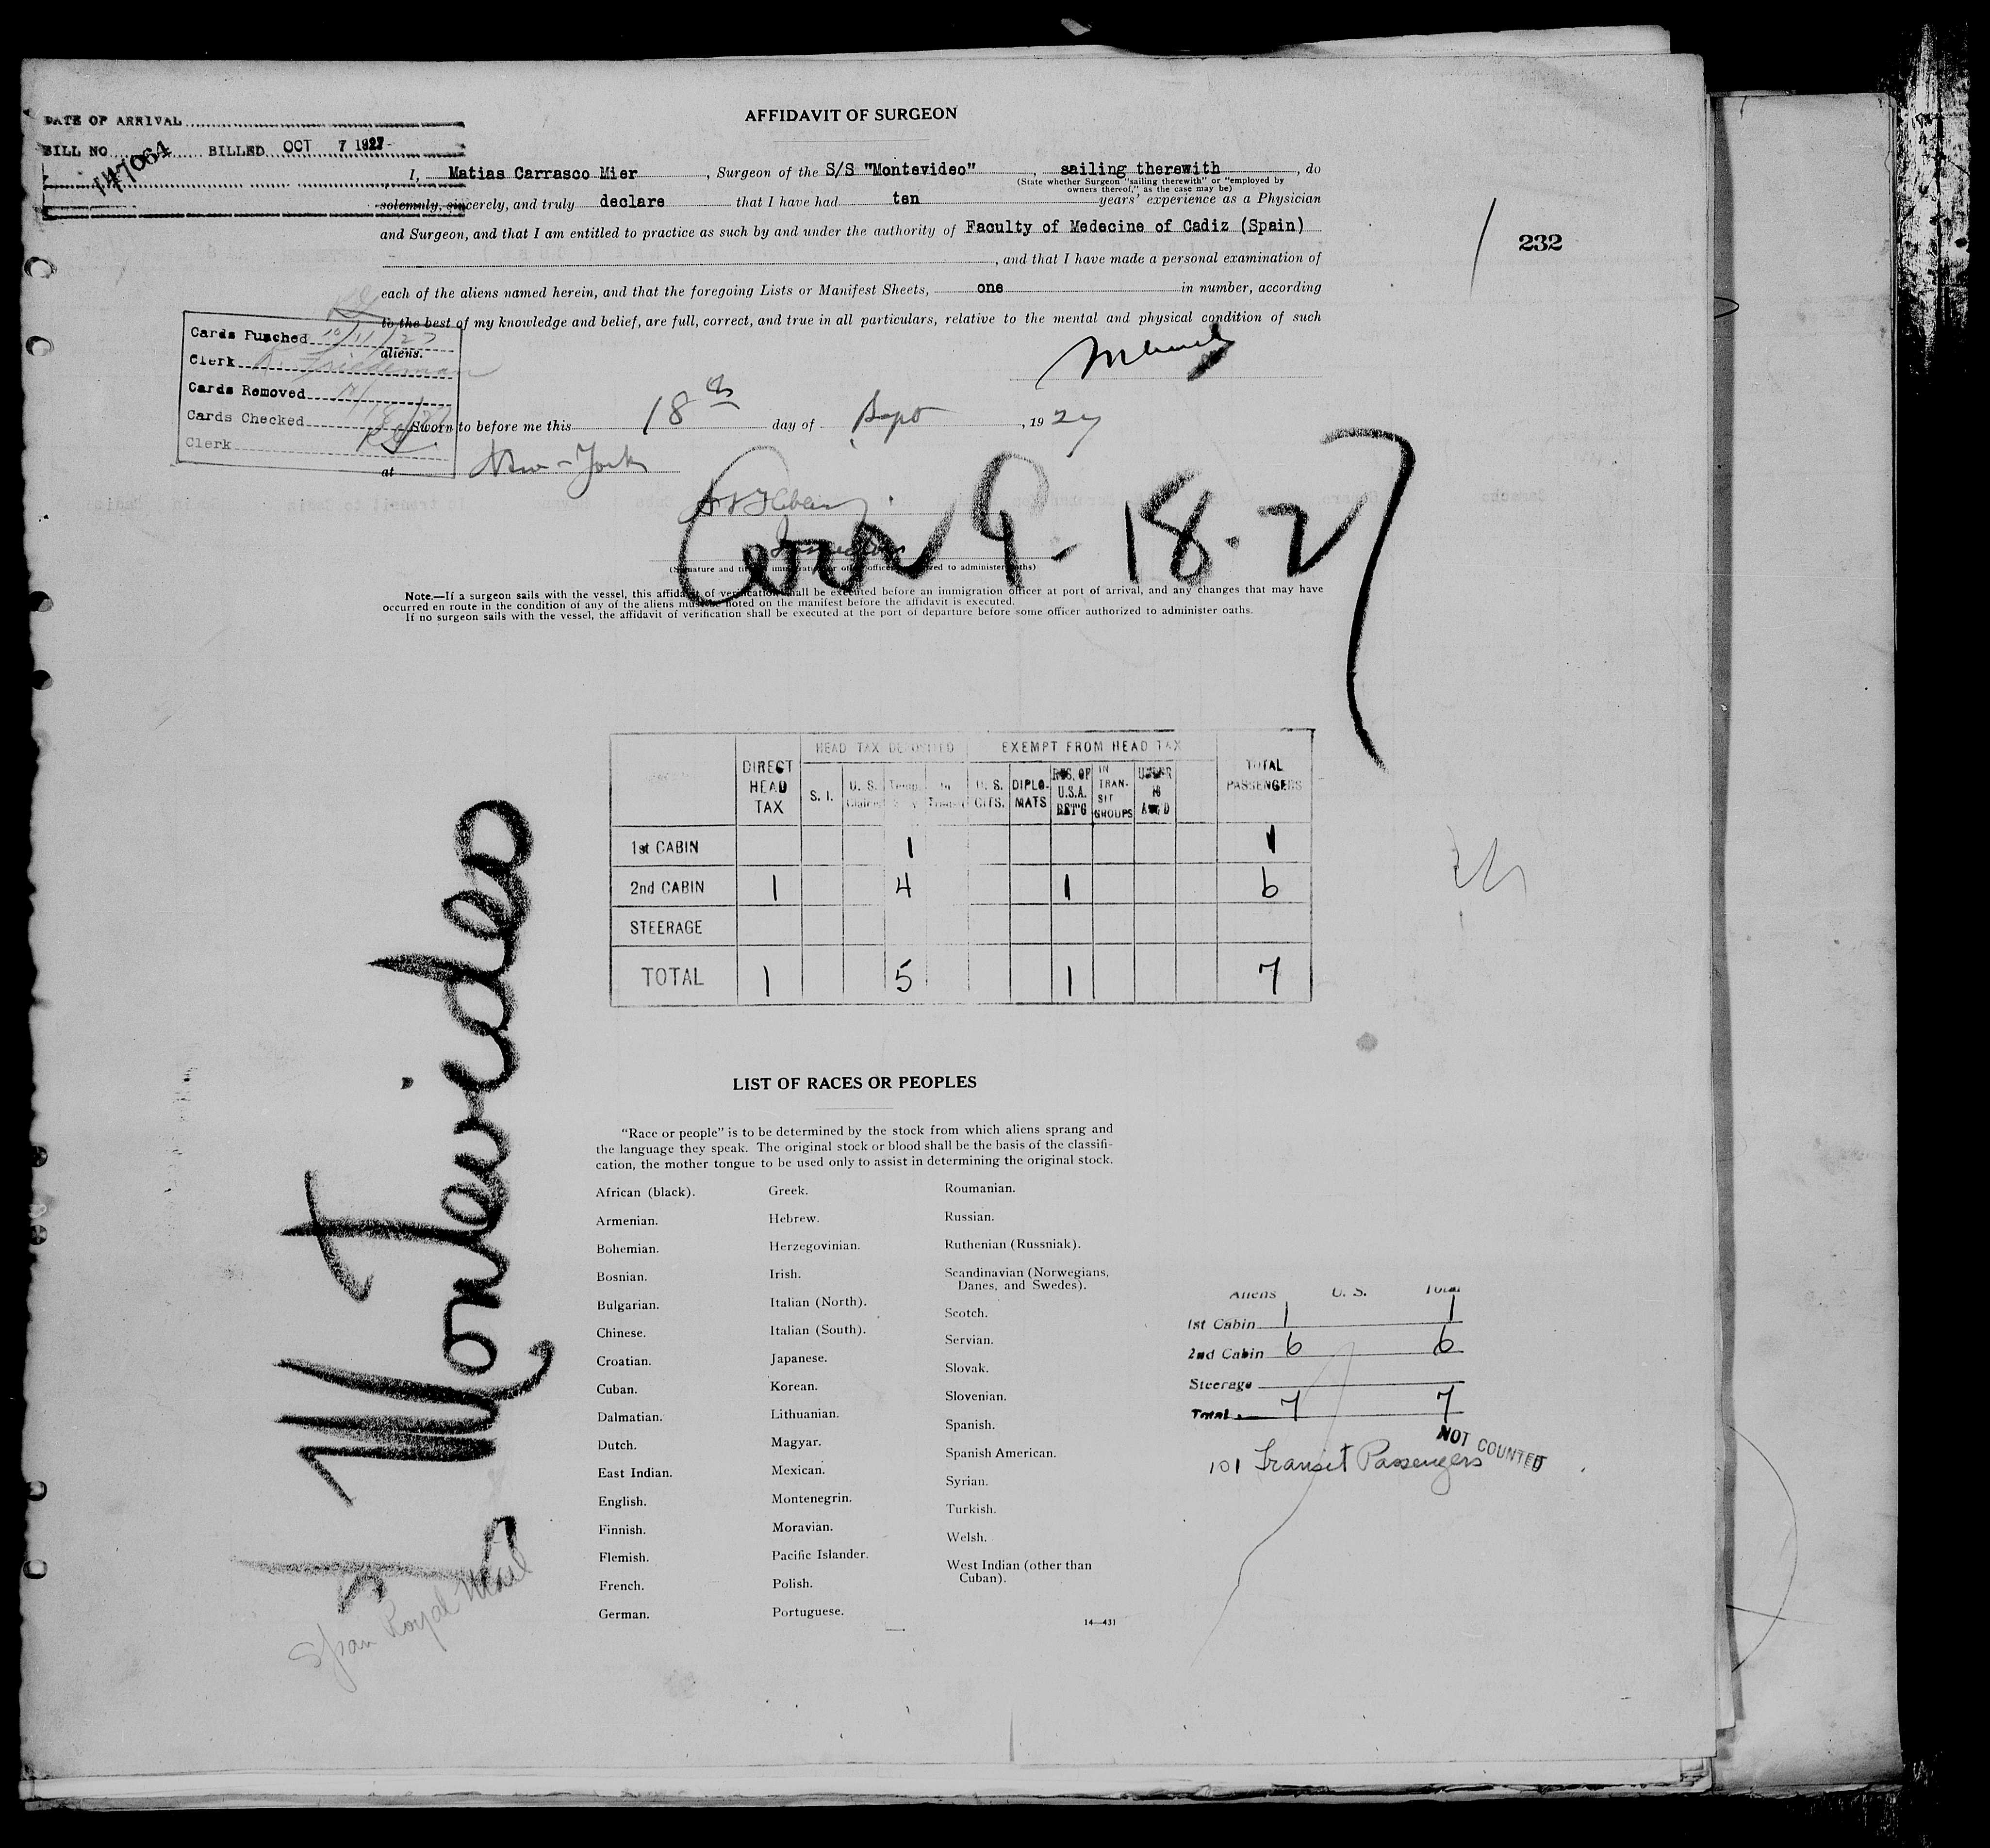 AFFIDAVIT OF SURGEON
DATE OF ARRIVAL
BILL NO. 147064 BILLED OCT 7 1927
I, Matias Carrasco Mier, Surgeon of the S/S "Montevideo", sailing therewith, do
(State whether Surgeon "sailing therewith" or "employed by
owners thereof," as the case may be)
solemnly, sincerely, and truly declare that I have had ten years' experience as a Physician
and Surgeon, and that I am entitled to practice as such by and under the authority of Faculty of Medecine of Cadiz (Spain)
, and that I have made a personal examination of
232
each of the aliens named herein, and that the foregoing Lists or Manifest Sheets, one in number, according
to the best of my knowledge and belief, are full, correct, and true in all particulars, relative to the mental and physical condition of such
aliens.
Cards Punched 10/11/27
Clerk Friedeman
Cards Removed
Cards Checked
Clerk
Sworn to before me this 18th day of Sept, 1927
at New-York
9-18-27
Inspector
Note.—If a surgeon sails with the vessel, this affidavit of verification shall be executed before an immigration officer at port of arrival, and any changes that may have
occurred en route in the condition of any of the aliens must be noted on the manifest before the affidavit is executed.
If no surgeon sails with the vessel, the affidavit of verification shall be executed at the port of departure before some officer authorized to administer oaths.
HEAD TAX DEPOSITED EXEMPT FROM HEAD TAX
DIRECT HEAD TAX S. I. U. S. Temp. In Trans. U. S. CITS. DIPLO-MATS RES. OF U.S.A. RET'G IN TRAN-SIT GROUPS UNDER 16 TOTAL PASSENGERS
1st CABIN 1 1
2nd CABIN 1 4 1 6
STEERAGE
TOTAL 1 5 1 7
Montevideo
Span Royal Mail
LIST OF RACES OR PEOPLES
"Race or people" is to be determined by the stock from which aliens sprang and
the language they speak. The original stock or blood shall be the basis of the classifi-
cation, the mother tongue to be used only to assist in determining the original stock.
African (black).
Armenian.
Bohemian.
Bosnian.
Bulgarian.
Chinese.
Croatian.
Cuban.
Dalmatian.
Dutch.
East Indian.
English.
Finnish.
Flemish.
French.
German.
Greek.
Hebrew.
Herzegovinian.
Irish.
Italian (North).
Italian (South).
Japanese.
Korean.
Lithuanian.
Magyar.
Mexican.
Montenegrin.
Moravian.
Pacific Islander.
Polish.
Portuguese.
Roumanian.
Russian.
Ruthenian (Russniak).
Scandinavian (Norwegians,
Danes, and Swedes).
Scotch.
Servian.
Slovak.
Slovenian.
Spanish.
Spanish American.
Syrian.
Turkish.
Welsh.
West Indian (other than
Cuban).
14—431
Aliens U. S. Total
1st Cabin 1 1
2nd Cabin 6 6
Steerage
Total 7 7
NOT COUNTED
101 Transit Passengers